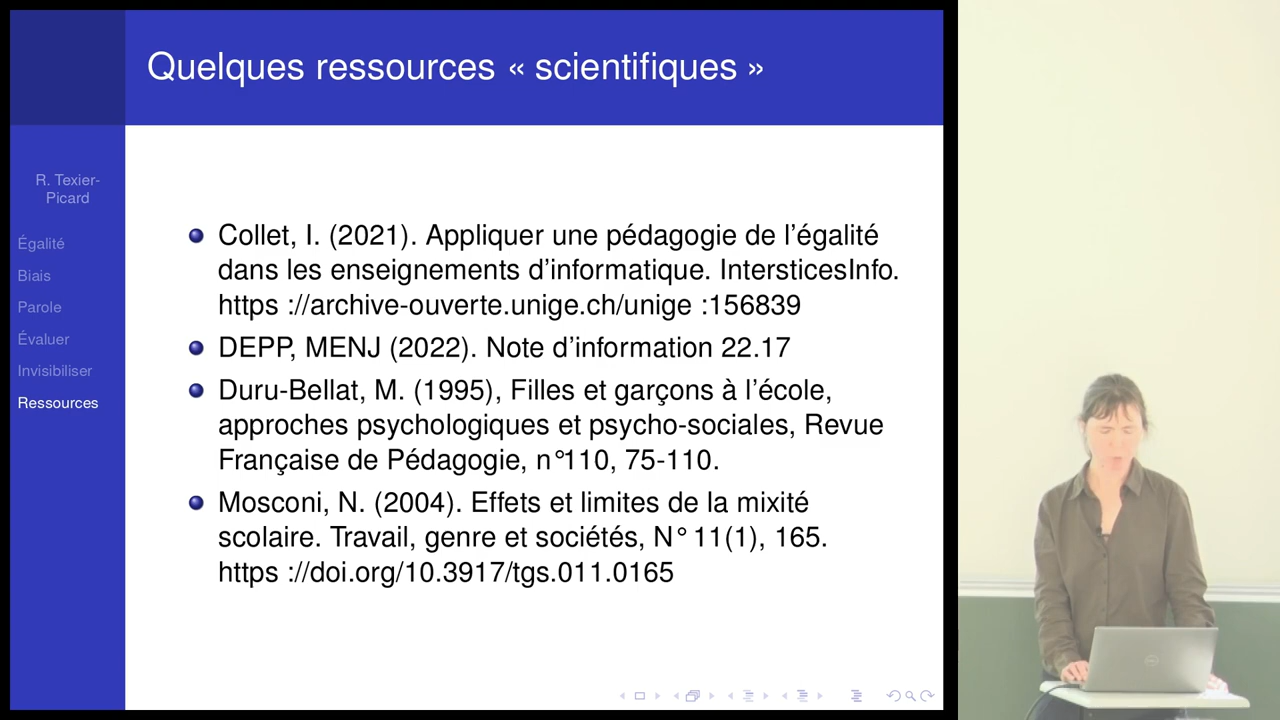 Quelques ressources « scientifiques »
R. Texier-
Picard
Égalité
Biais
Parole
Évaluer
Invisibiliser
Ressources
Collet, I. (2021). Appliquer une pédagogie de l'égalité
dans les enseignements d'informatique. IntersticesInfo.
https ://archive-ouverte.unige.ch/unige :156839
DEPP, MENJ (2022). Note d'information 22.17
Duru-Bellat, M. (1995), Filles et garçons à l'école,
approches psychologiques et psycho-sociales, Revue
Française de Pédagogie, n°110, 75-110.
Mosconi, N. (2004). Effets et limites de la mixité
scolaire. Travail, genre et sociétés, N° 11(1), 165.
https ://doi.org/10.3917/tgs.011.0165